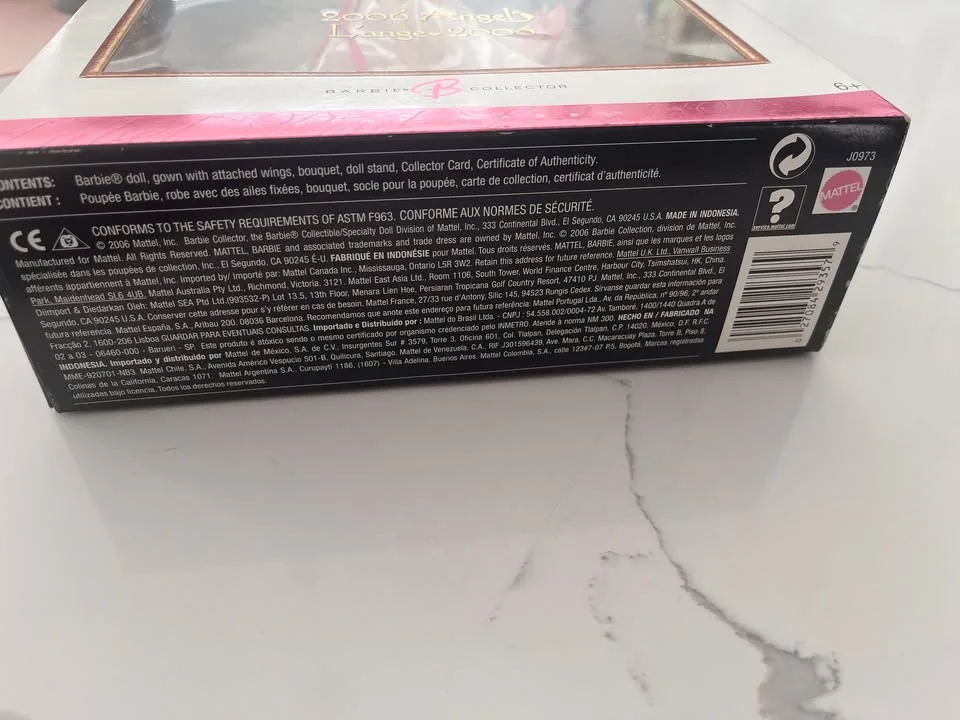 2006 Angel
L'ange 2006
BARBIE B COLLECTOR
6+
CONTENTS: Barbie® doll, gown with attached wings, bouquet, doll stand, Collector Card, Certificate of Authenticity.
CONTIENT : Poupée Barbie, robe avec des ailes fixées, bouquet, socle pour la poupée, carte de collection, certificat d'authenticité.
J0973
MATTEL
?
service.mattel.com
CE CONFORMS TO THE SAFETY REQUIREMENTS OF ASTM F963. CONFORME AUX NORMES DE SÉCURITÉ.
© 2006 Mattel, Inc. Barbie Collector, the Barbie® Collectible/Specialty Doll Division of Mattel, Inc., 333 Continental Blvd., El Segundo, CA 90245 U.S.A. MADE IN INDONESIA.
Manufactured for Mattel. All Rights Reserved. MATTEL, BARBIE and associated trademarks and trade dress are owned by Mattel, Inc. © 2006 Barbie Collection, division de Mattel, Inc.
spécialisée dans les poupées de collection, Inc., El Segundo, CA 90245 É-U. FABRIQUÉ EN INDONÉSIE pour Mattel. Tous droits réservés. MATTEL, BARBIE, ainsi que les marques et les logos
afférents appartiennent à Mattel, Inc. Imported by/ Importé par: Mattel Canada Inc., Mississauga, Ontario L5R 3W2. Retain this address for future reference. Mattel U.K. Ltd., Vanwall Business
Park, Maidenhead SL6 4UB. Mattel Australia Pty Ltd., Richmond, Victoria. 3121. Mattel East Asia Ltd., Room 1106, South Tower, World Finance Centre, Harbour City, Tsimshatsui, HK, China.
Diimport & Diedarkan Oleh: Mattel SEA Ptd Ltd.(993532-P) Lot 13.5, 13th Floor, Menara Lien Hoe, Persiaran Tropicana Golf Country Resort, 47410 PJ. Mattel, Inc., 333 Continental Blvd., El
Segundo, CA 90245 U.S.A. Conserver cette adresse pour s'y référer en cas de besoin. Mattel France, 27/33 rue d'Antony, Silic 145, 94523 Rungis Cedex. Sírvanse guardar esta información para
futura referencia. Mattel España, S.A., Aribau 200. 08036 Barcelona. Recomendamos que anote este endereço para futura referência: Mattel Portugal Lda., Av. da República, nº 90/96, 2º andar
Fracção 2, 1600-206 Lisboa GUARDAR PARA EVENTUAIS CONSULTAS. Importado e Distribuido por : Mattel do Brasil Ltda. - CNPJ : 54.558.002/0004-72 Av. Tamboré, 1400/1440 Quadra A de
02 a 03 - 06460-000 - Barueri - SP. Este produto é atóxico sendo o mesmo certificado por organismo credenciado pelo INMETRO. Atende à norma NM 300. HECHO EN / FABRICADO NA
INDONESIA. Importado y distribuido por Mattel de México, S.A. de C.V., Insurgentes Sur # 3579, Torre 3, Oficina 601, Col. Tlalpan, Delegación Tlalpan, C.P. 14020, México, D.F. R.F.C.
MME-920701-NB3. Mattel Chile, S.A., Avenida Américo Vespucio 501-B, Quilicura, Santiago. Mattel de Venezuela, C.A., RIF J301596439, Ave. Mara, C.C. Macaracuay Plaza, Torre B, Piso 8,
Colinas de la California, Caracas 1071. Mattel Argentina S.A., Curupayti 1186, (1607) - Villa Adelina, Buenos Aires. Mattel Colombia, S.A., calle 123#7-07 P.5, Bogotá. Marcas registradas
utilizadas bajo licencia. Todos los derechos reservados.